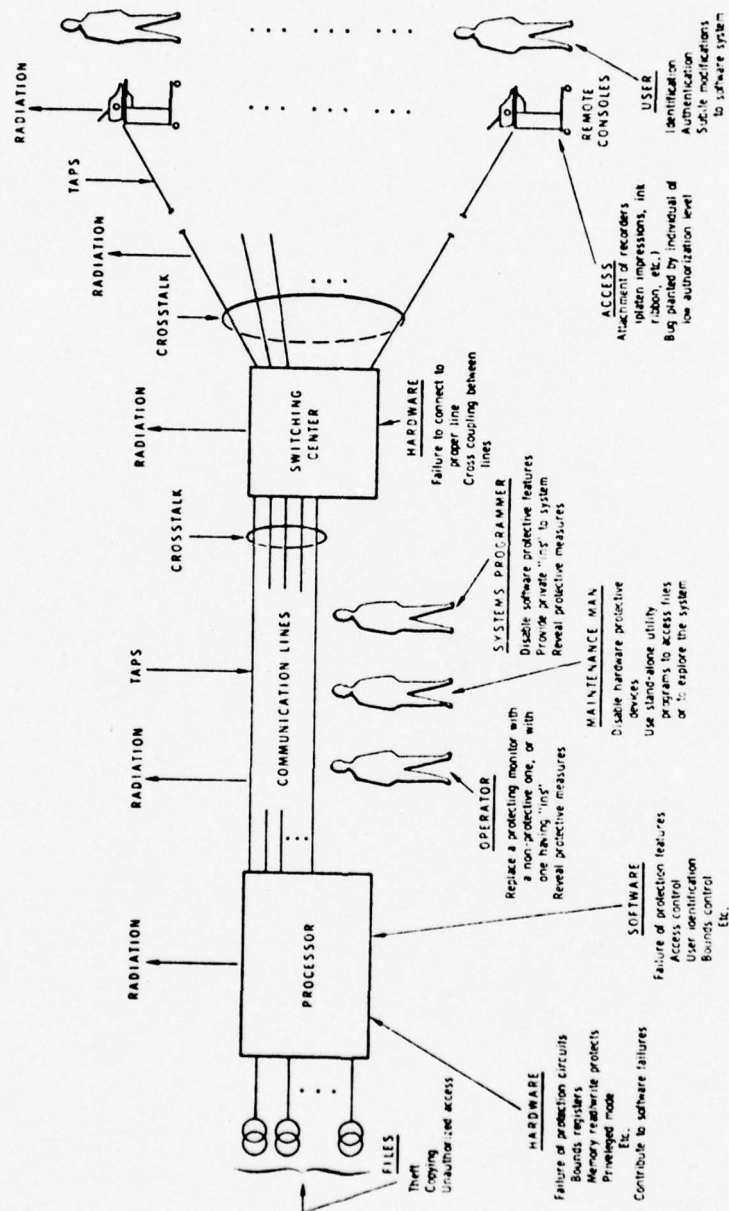 RADIATION
TAPS
RADIATION
CROSSTALK
RADIATION
CROSSTALK
TAPS
RADIATION
RADIATION
PROCESSOR
COMMUNICATION LINES
SWITCHING
CENTER
REMOTE
CONSOLES
FILES
Theft
Copying
Unauthorized access
HARDWARE
Failure of protection circuits
Bounds registers
Memory read/write protects
Priveleged mode
Etc.
Contribute to software failures
SOFTWARE
Failure of protection features
Access control
User identification
Bounds control
Etc.
OPERATOR
Replace a protecting monitor with
a non-protective one, or with
one having "ins"
Reveal protective measures
MAINTENANCE MAN
Disable hardware protective
devices
Use stand-alone utility
programs to access files
or to explore the system
SYSTEMS PROGRAMMER
Disable software protective features
Provide private "ins" to system
Reveal protective measures
HARDWARE
Failure to connect to
proper line
Cross coupling between
lines
ACCESS
Attachment of recorders
(platen impressions, ink
ribbon, etc.)
Bug planted by individual of
low authorization level
USER
Identification
Authentication
Subtle modifications
to software system